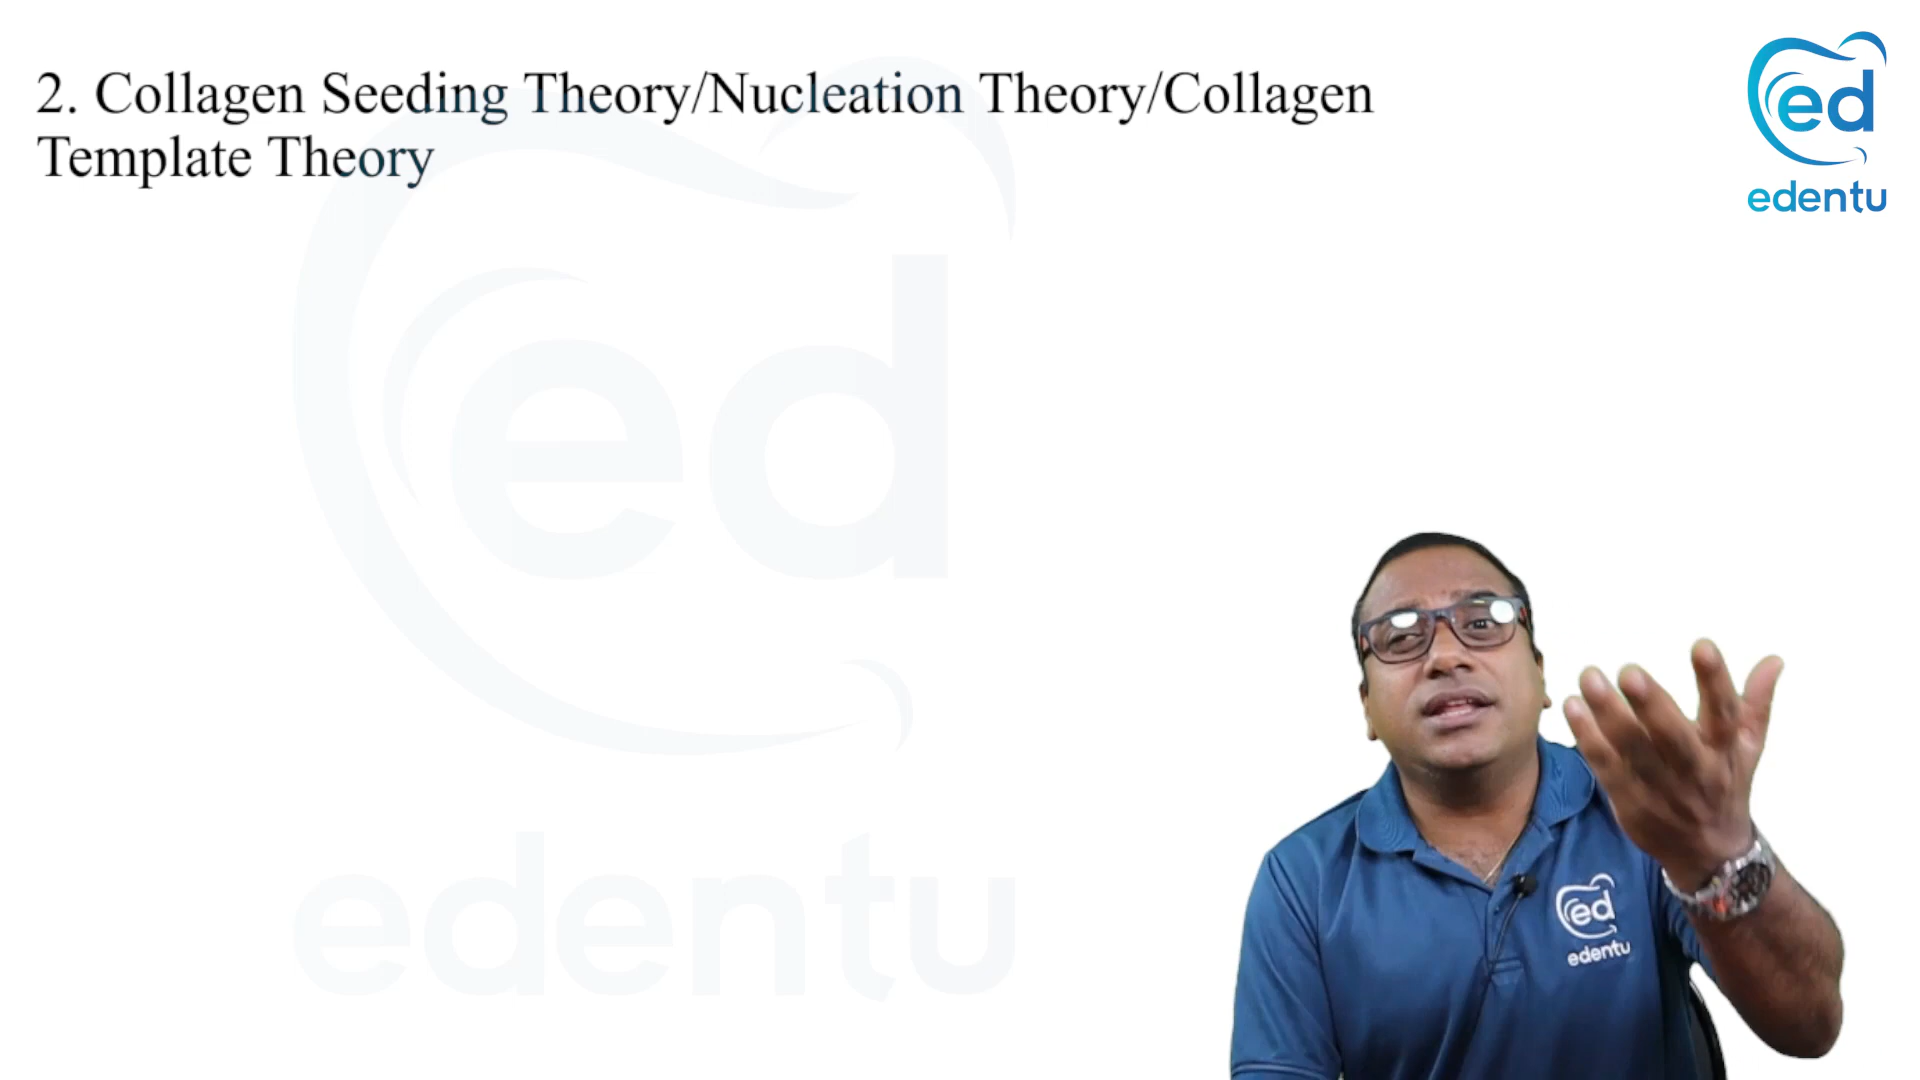 2. Collagen Seeding Theory/Nucleation Theory/Collagen
Template Theory
ed
edentu
ed
edentu
ed
edentu